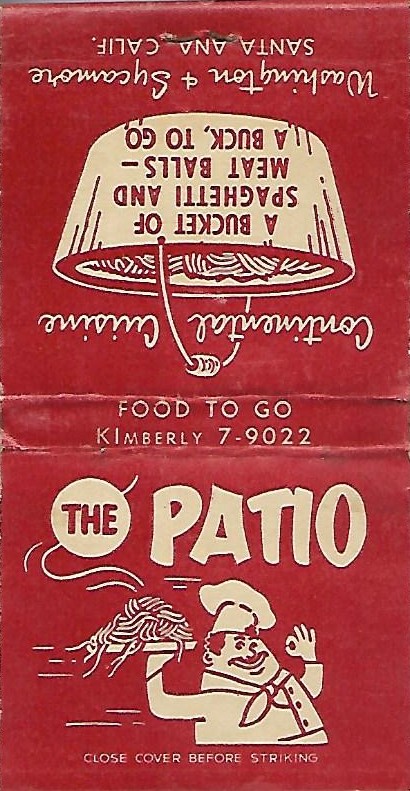 Continental Cuisine
A BUCKET OF
SPAGHETTI AND
MEAT BALLS—
A BUCK, TO GO
Washington & Sycamore
SANTA ANA CALIF.
FOOD TO GO
KIMBERLY 7-9022
THE PATIO
CLOSE COVER BEFORE STRIKING